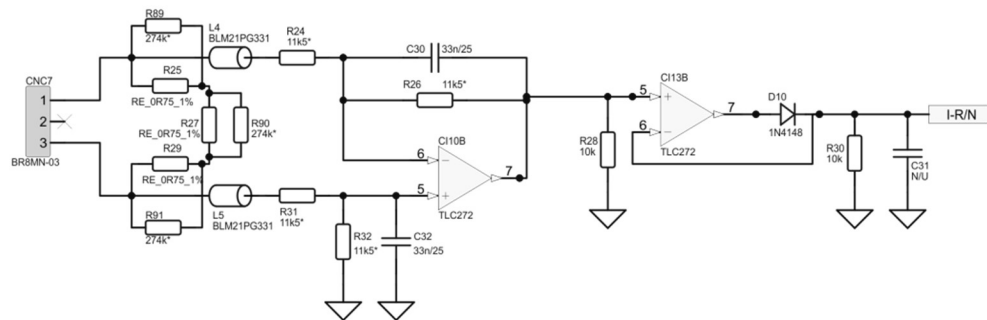 R89
274k*
L4
BLM21PG331
R24
11k5*
C30
33n/25
R25
RE_0R75_1%
R26
11k5*
CNC7
1
2
3
BR8MN-03
R27
RE_0R75_1%
R90
274k*
R29
RE_0R75_1%
L5
BLM21PG331
R91
274k*
R31
11k5*
R32
11k5*
C32
33n/25
CI10B
6
5
7
TLC272
R28
10k
CI13B
5
6
7
TLC272
D10
1N4148
R30
10k
C31
N/U
I-R/N